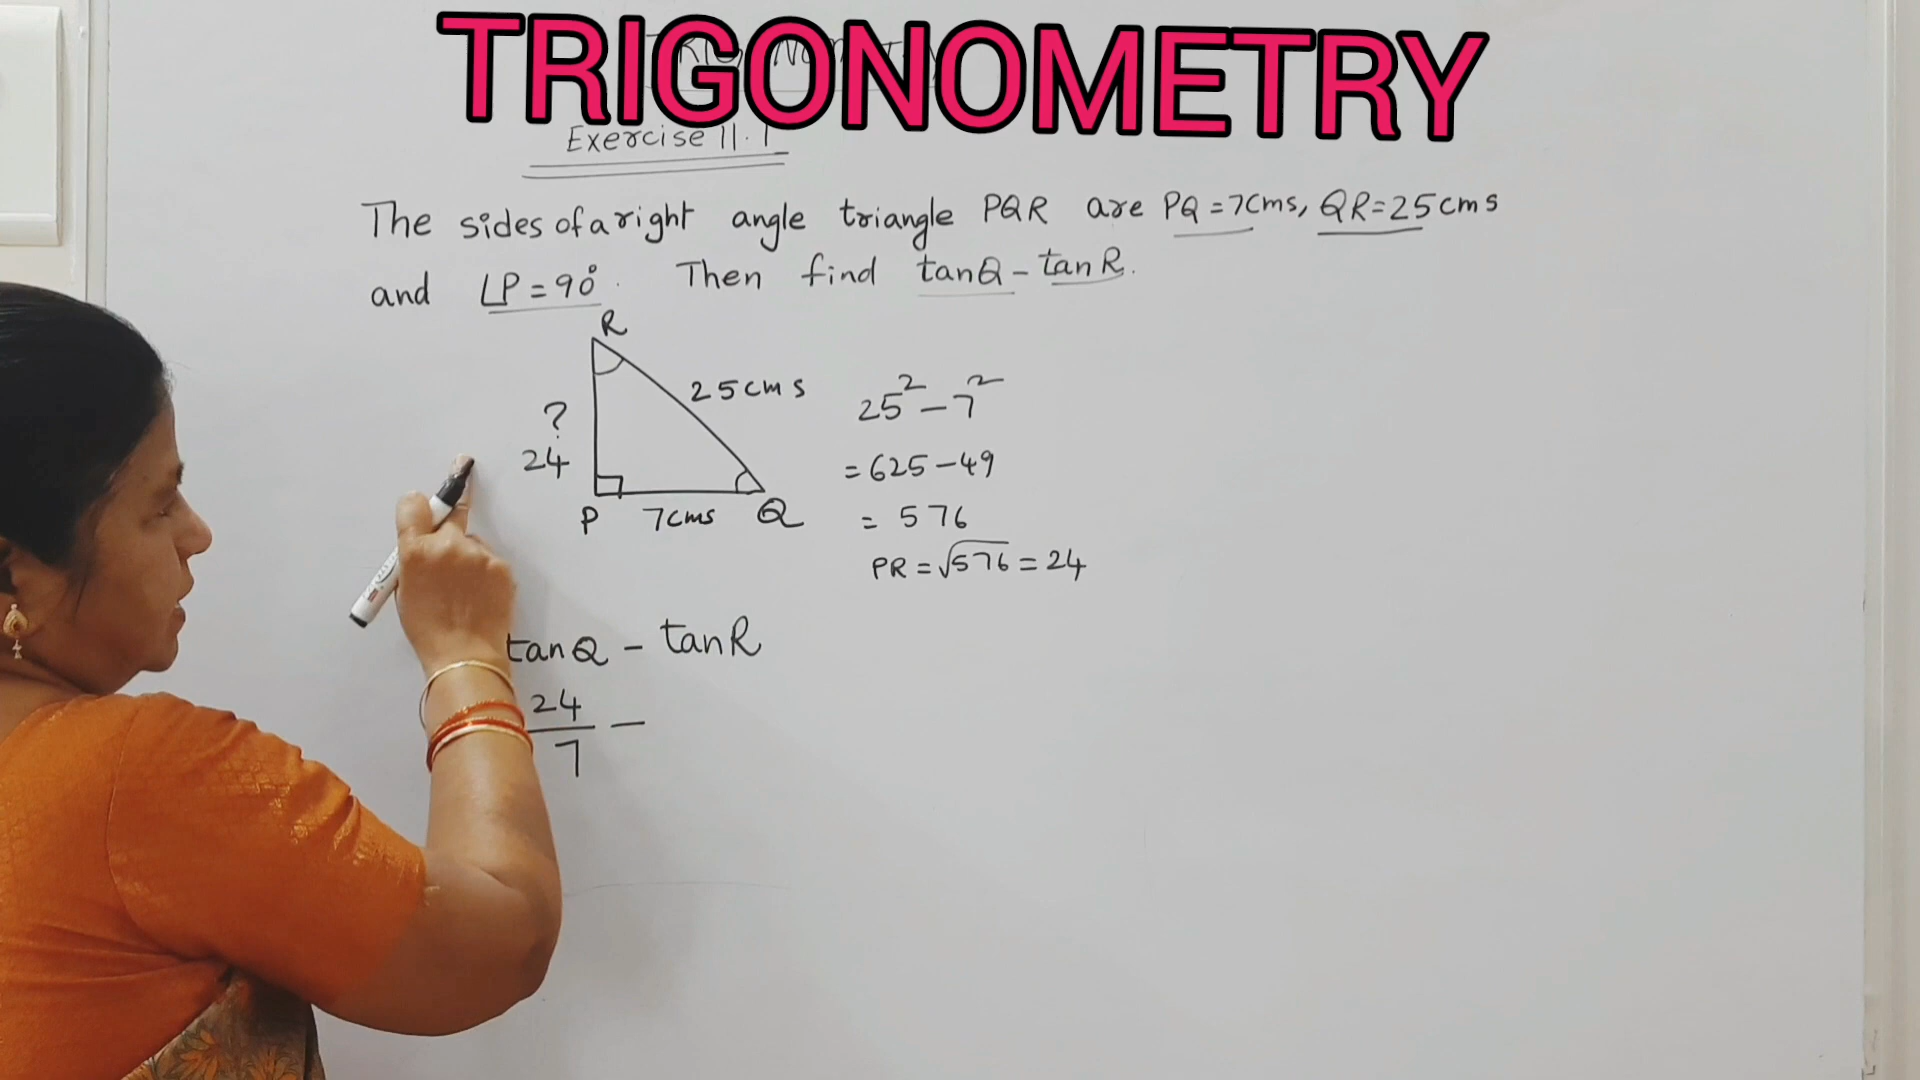 TRIGONOMETRY
Exercise 11.1
The sides of a right angle triangle PQR are PQ = 7cms, QR = 25cms
and ∠P = 90°. Then find tanQ - tanR.
R
25cms
?
24
P 7cms Q
25² - 7²
= 625 - 49
= 576
PR = √576 = 24
tanQ - tanR
24/7 -